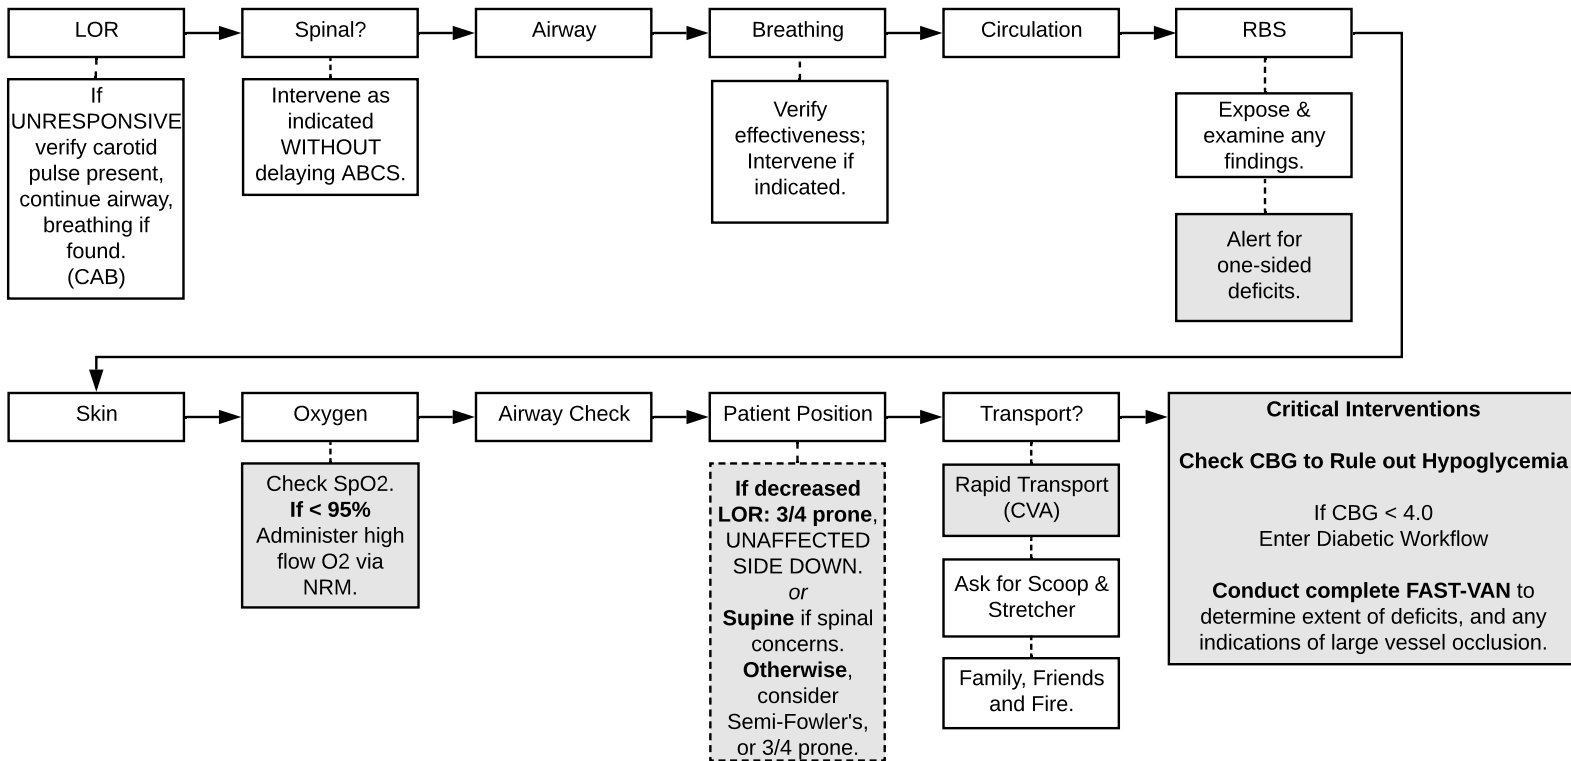 LOR
Spinal?
Airway
Breathing
Circulation
RBS
If
UNRESPONSIVE
verify carotid
pulse present,
continue airway,
breathing if
found.
(CAB)
Intervene as
indicated
WITHOUT
delaying ABCS.
Verify
effectiveness;
Intervene if
indicated.
Expose &
examine any
findings.
Alert for
one-sided
deficits.
Skin
Oxygen
Airway Check
Patient Position
Transport?
Check SpO2.
If < 95%
Administer high
flow O2 via
NRM.
If decreased
LOR: 3/4 prone,
UNAFFECTED
SIDE DOWN.
or
Supine if spinal
concerns.
Otherwise,
consider
Semi-Fowler's,
or 3/4 prone.
Rapid Transport
(CVA)
Ask for Scoop &
Stretcher
Family, Friends
and Fire.
Critical Interventions
Check CBG to Rule out Hypoglycemia
If CBG < 4.0
Enter Diabetic Workflow
Conduct complete FAST-VAN to
determine extent of deficits, and any
indications of large vessel occlusion.